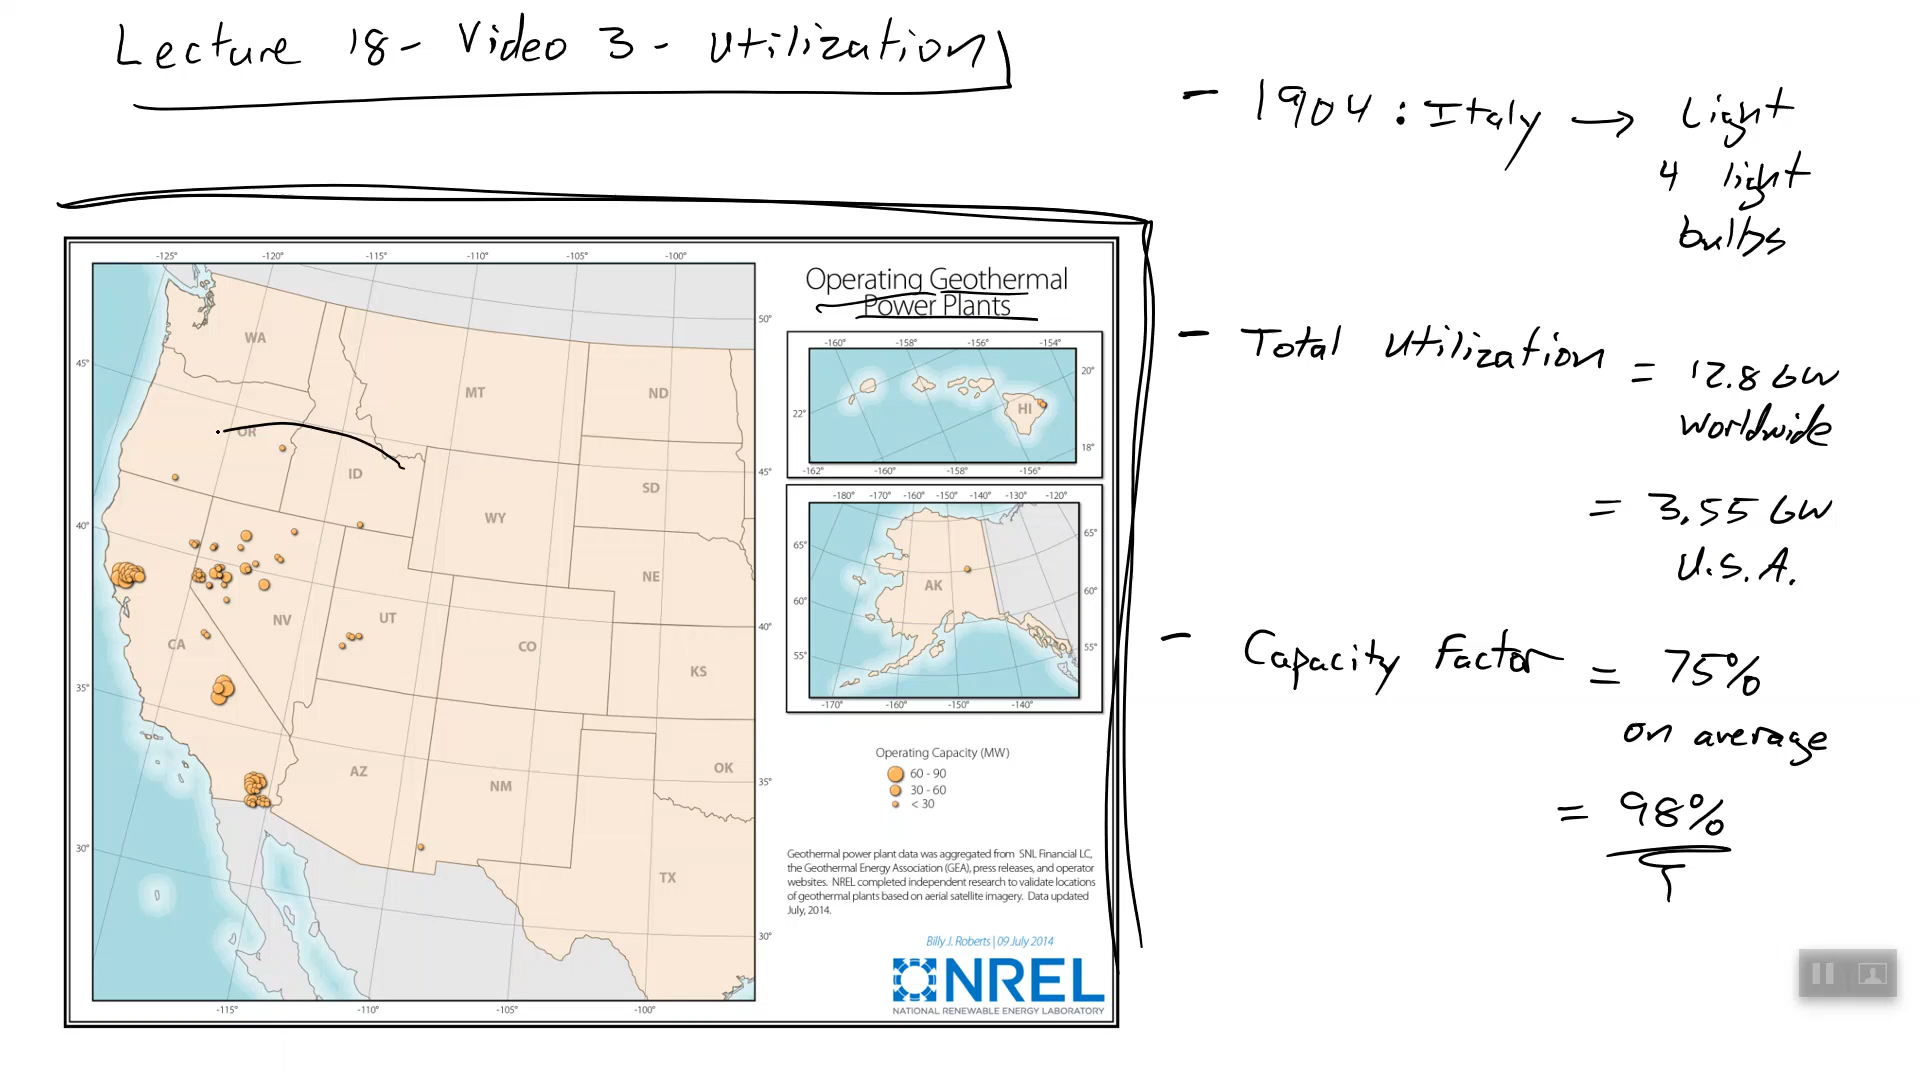 Lecture 18 - Video 3 - Utilization
- 1904 : Italy → Light
4 light
bulbs
- Total Utilization = 12.8 GW
worldwide
= 3.55 GW
U.S.A.
- Capacity Factor = 75%
on average
= 98%
Operating Geothermal
Power Plants
-125° -120° -115° -110° -105° -100°
50°
45°
45°
40°
40°
35°
35°
30°
30°
-115° -110° -105° -100°
WA
MT
ND
OR
ID
SD
WY
NE
NV
UT
CA
CO
KS
AZ
NM
OK
TX
-160° -158° -156° -154°
20°
22°
HI
18°
-162° -160° -158° -156°
-180° -170° -160° -150° -140° -130° -120°
65°
65°
AK
60°
60°
55°
55°
-170° -160° -150° -140°
Operating Capacity (MW)
60 - 90
30 - 60
< 30
Geothermal power plant data was aggregated from SNL Financial LC,
the Geothermal Energy Association (GEA), press releases, and operator
websites. NREL completed independent research to validate locations
of geothermal plants based on aerial satellite imagery. Data updated
July, 2014.
Billy J. Roberts | 09 July 2014
NREL
NATIONAL RENEWABLE ENERGY LABORATORY